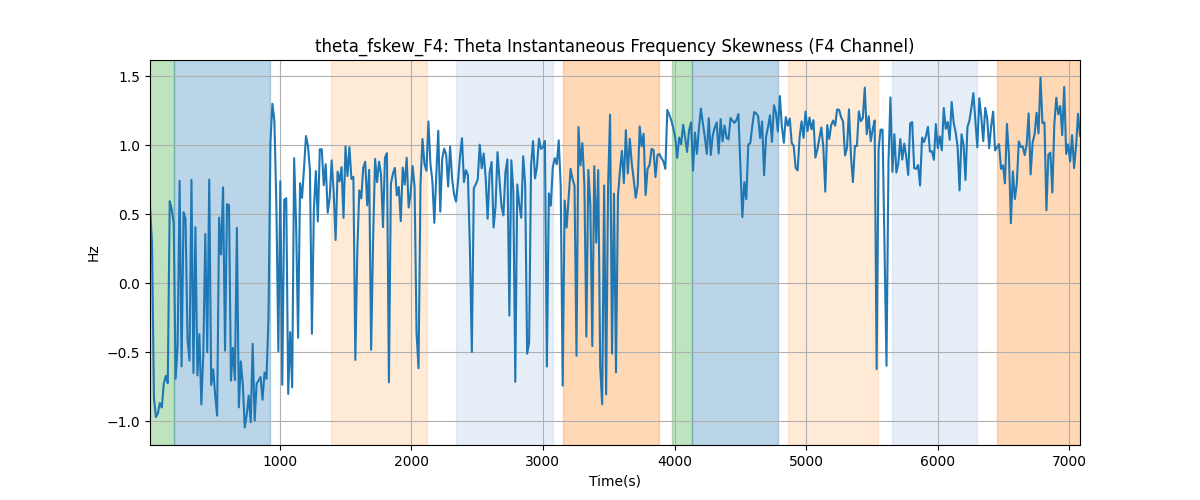 theta_fskew_F4: Theta Instantaneous Frequency Skewness (F4 Channel)
1.5
1.0
0.5
0.0
−0.5
−1.0
Hz
1000 2000 3000 4000 5000 6000 7000
Time(s)